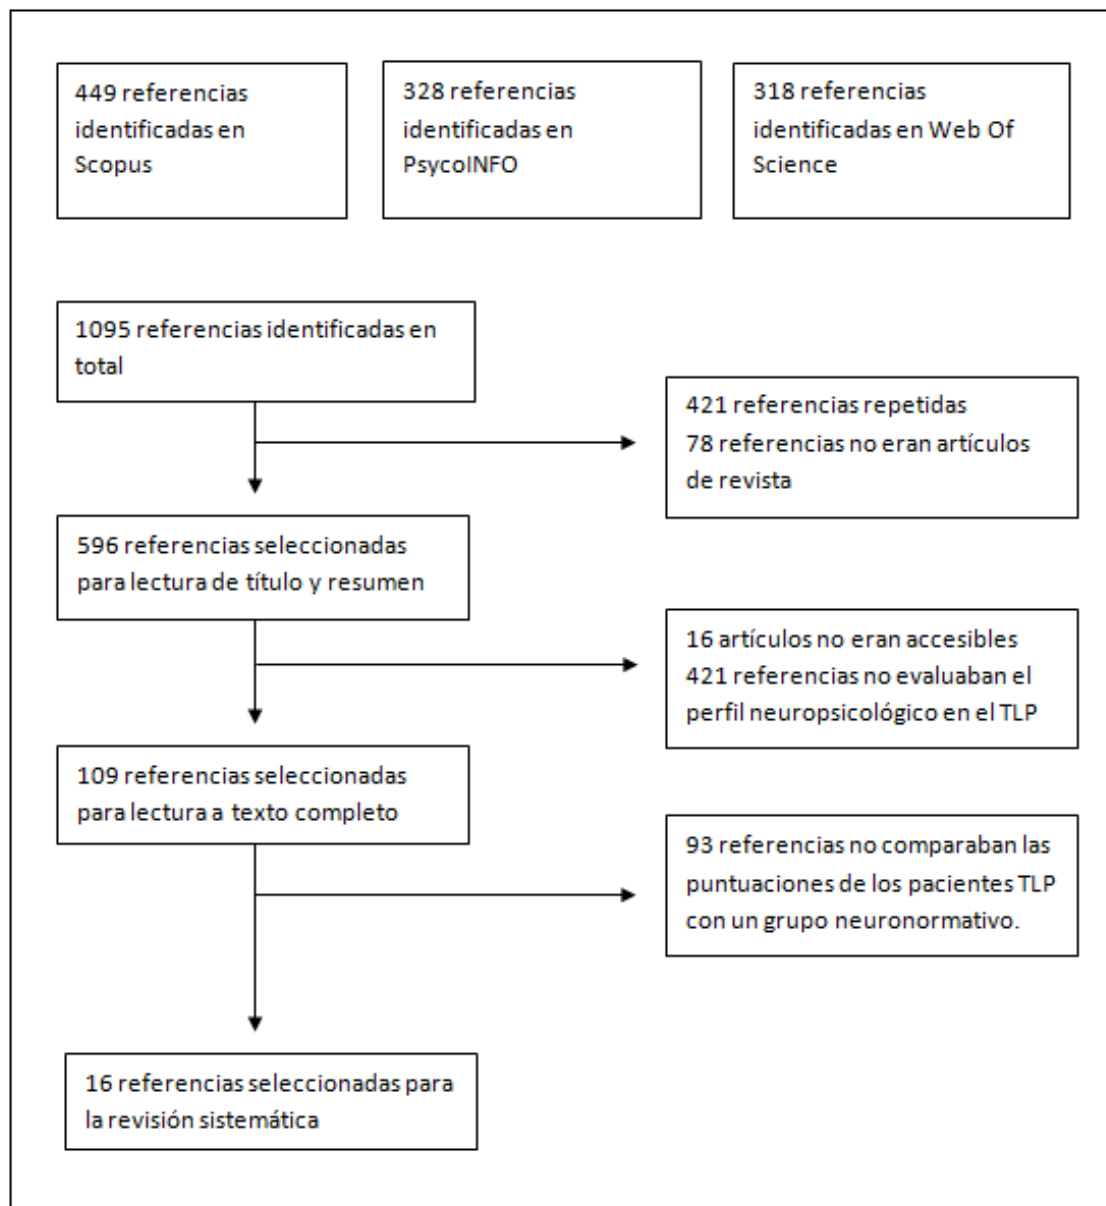 449 referencias
identificadas en
Scopus
328 referencias
identificadas en
PsycoINFO
318 referencias
identificadas en Web Of
Science
1095 referencias identificadas en
total
421 referencias repetidas
78 referencias no eran artículos
de revista
596 referencias seleccionadas
para lectura de título y resumen
16 artículos no eran accesibles
421 referencias no evaluaban el
perfil neuropsicológico en el TLP
109 referencias seleccionadas
para lectura a texto completo
93 referencias no comparaban las
puntuaciones de los pacientes TLP
con un grupo neuronormativo.
16 referencias seleccionadas para
la revisión sistemática